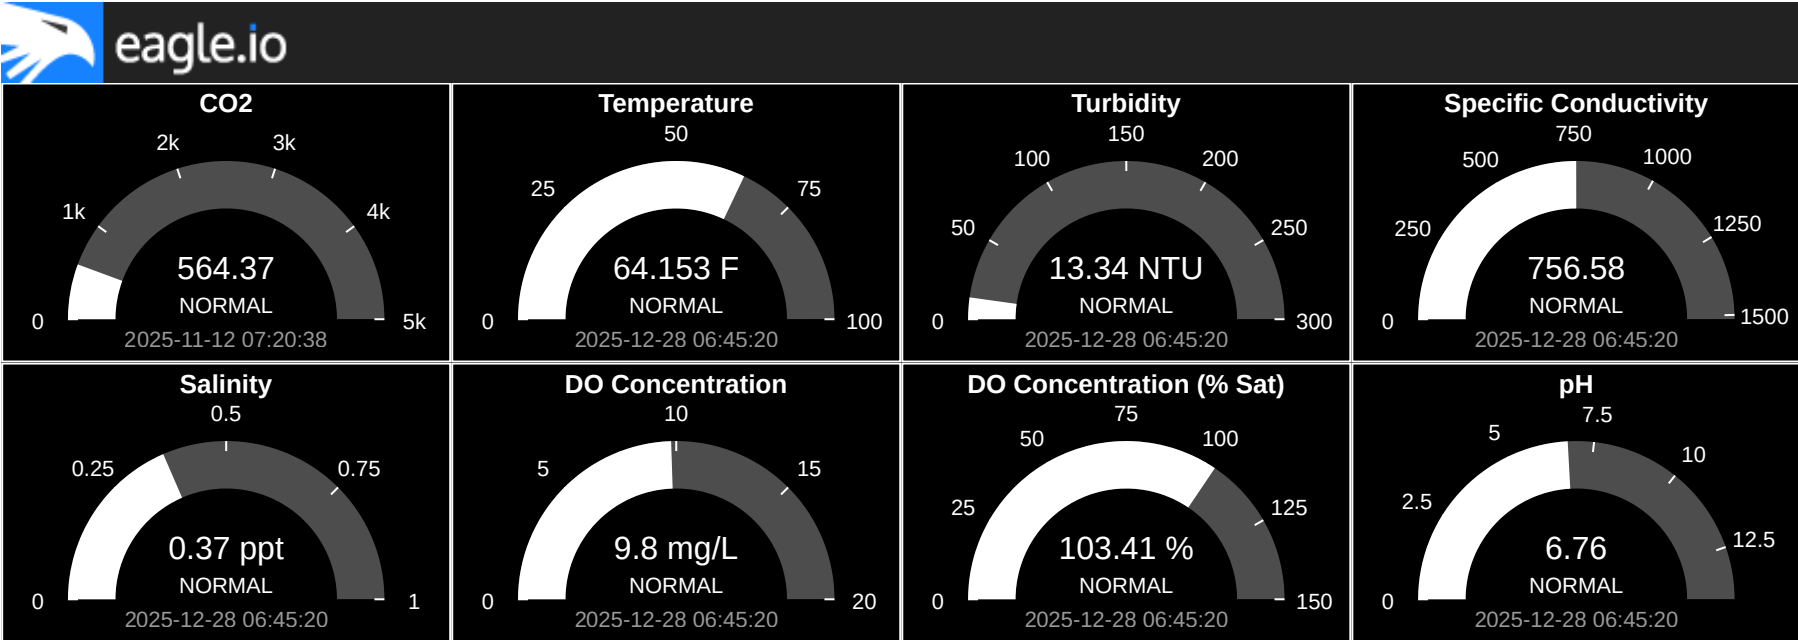 eagle.io
CO2
2k
3k
1k
4k
564.37
NORMAL
0
5k
2025-11-12 07:20:38
Temperature
50
25
75
64.153 F
NORMAL
0
100
2025-12-28 06:45:20
Turbidity
150
100
200
50
250
13.34 NTU
NORMAL
0
300
2025-12-28 06:45:20
Specific Conductivity
750
500
1000
250
1250
756.58
NORMAL
0
1500
2025-12-28 06:45:20
Salinity
0.5
0.25
0.75
0.37 ppt
NORMAL
0
1
2025-12-28 06:45:20
DO Concentration
10
5
15
9.8 mg/L
NORMAL
0
20
2025-12-28 06:45:20
DO Concentration (% Sat)
75
50
100
25
125
103.41 %
NORMAL
0
150
2025-12-28 06:45:20
pH
7.5
5
10
2.5
12.5
6.76
NORMAL
0
2025-12-28 06:45:20